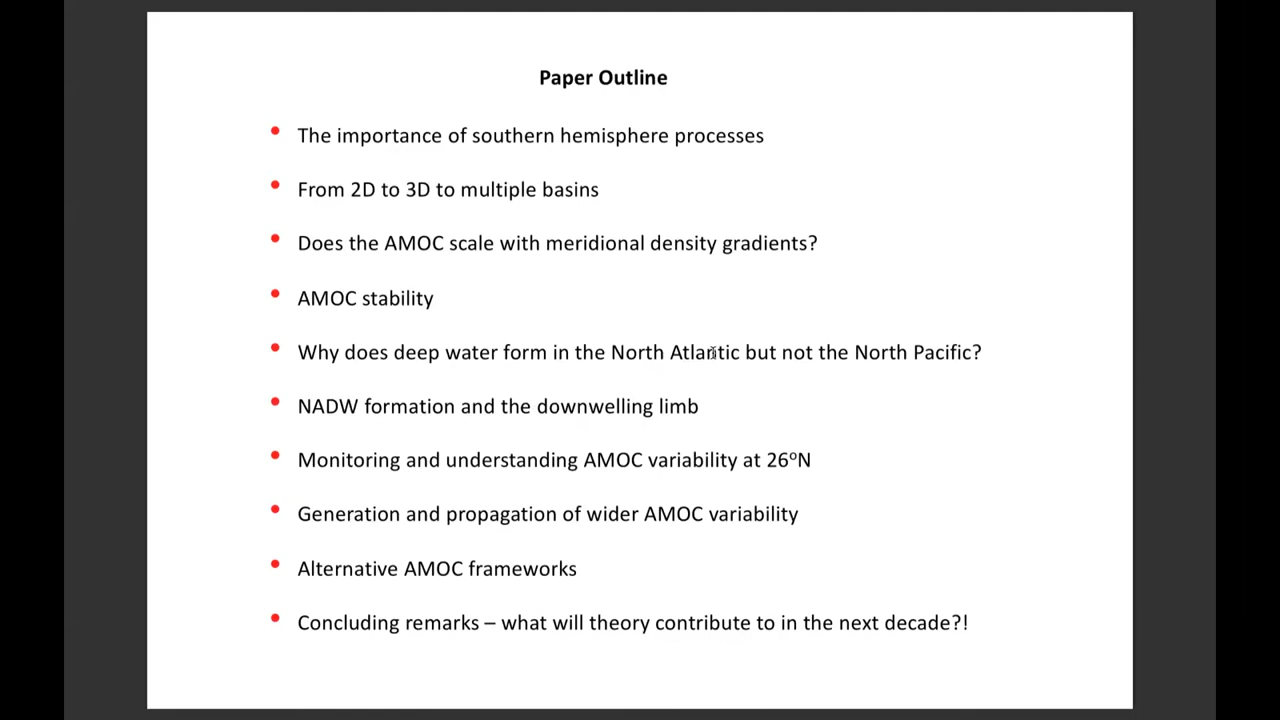 Paper Outline
• The importance of southern hemisphere processes
• From 2D to 3D to multiple basins
• Does the AMOC scale with meridional density gradients?
• AMOC stability
• Why does deep water form in the North Atlantic but not the North Pacific?
• NADW formation and the downwelling limb
• Monitoring and understanding AMOC variability at 26ºN
• Generation and propagation of wider AMOC variability
• Alternative AMOC frameworks
• Concluding remarks – what will theory contribute to in the next decade?!